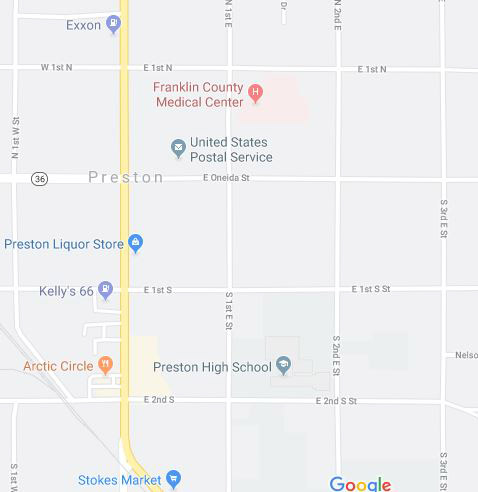 Exxon
Dr
N 1st E
N 2nd E
W 1st N
E 1st N
E 1st N
Franklin County
Medical Center
H
N 1st W St
United States
Postal Service
36
Preston
E Oneida St
S 3rd E St
Preston Liquor Store
Kelly's 66
E 1st S
E 1st S St
S 1st E St
S 2nd E St
Nelso
Arctic Circle
Preston High School
E 2nd S
E 2nd S St
S 1st W
S 3rd E S
Stokes Market
Google